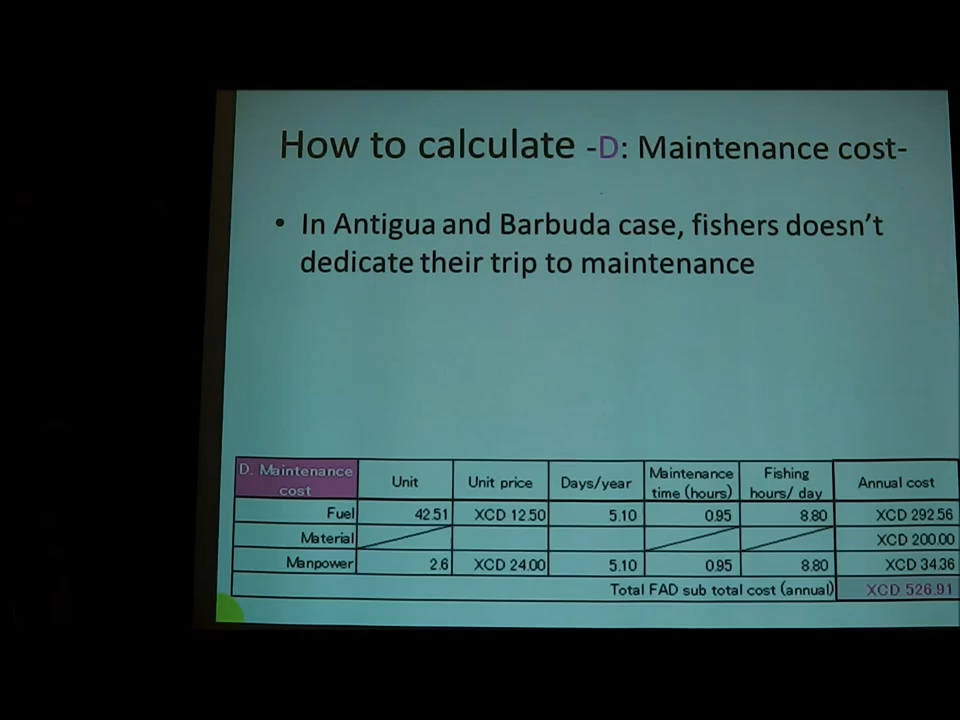 How to calculate -D: Maintenance cost-
• In Antigua and Barbuda case, fishers doesn't
dedicate their trip to maintenance
D. Maintenance cost Unit Unit price Days/year Maintenance time (hours) Fishing hours/ day Annual cost
Fuel 42.51 XCD 12.50 5.10 0.95 8.80 XCD 292.56
Material XCD 200.00
Manpower 2.6 XCD 24.00 5.10 0.95 8.80 XCD 34.36
Total FAD sub total cost (annual) XCD 526.91